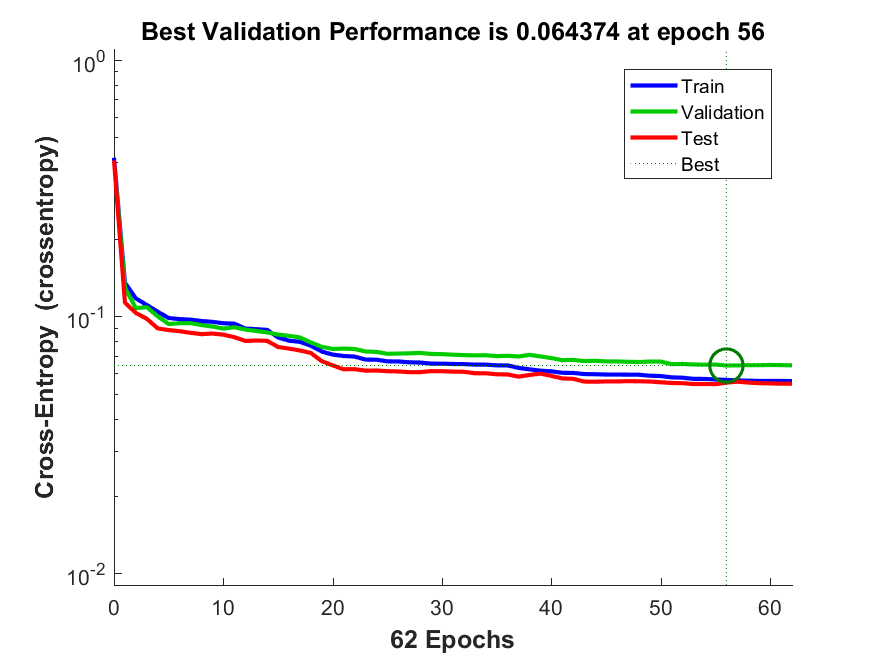 Best Validation Performance is 0.064374 at epoch 56
10^0
10^-1
10^-2
Cross-Entropy (crossentropy)
Train
Validation
Test
Best
0 10 20 30 40 50 60
62 Epochs